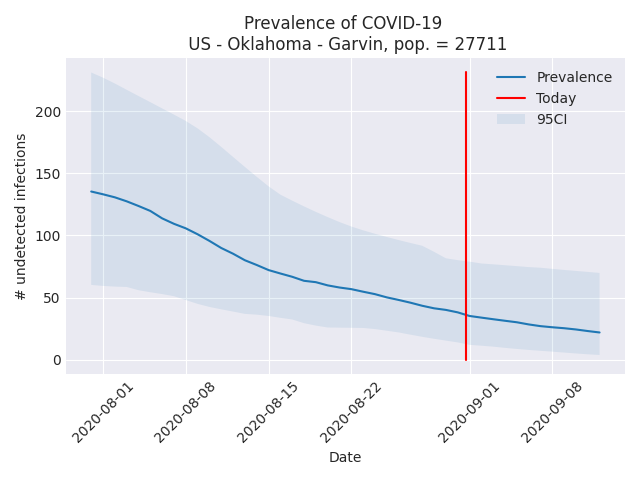 Prevalence of COVID-19
US - Oklahoma - Garvin, pop. = 27711
# undetected infections
200
150
100
50
0
Prevalence
Today
95CI
2020-08-01
2020-08-08
2020-08-15
2020-08-22
2020-09-01
2020-09-08
Date